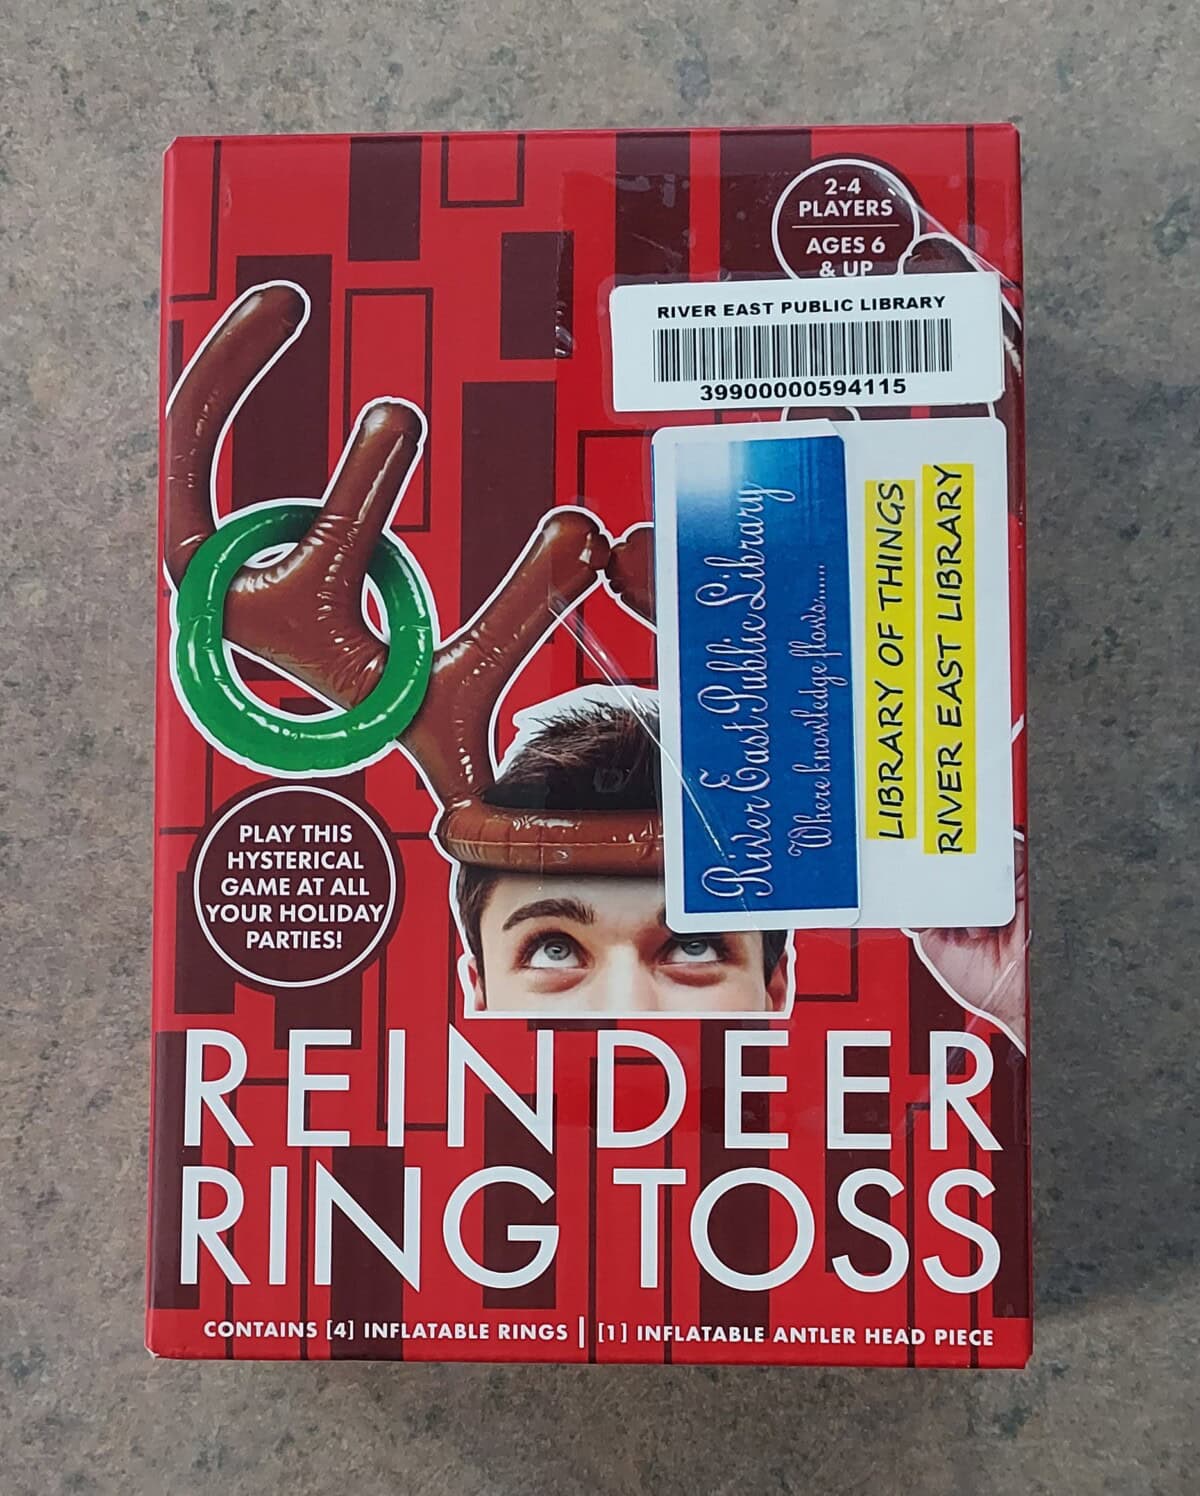 2-4
PLAYERS
AGES 6
& UP
RIVER EAST PUBLIC LIBRARY
39900000594115
River East Public Library
Where knowledge flows......
LIBRARY OF THINGS
RIVER EAST LIBRARY
PLAY THIS
HYSTERICAL
GAME AT ALL
YOUR HOLIDAY
PARTIES!
REINDEER
RING TOSS
CONTAINS [4] INFLATABLE RINGS | [1] INFLATABLE ANTLER HEAD PIECE